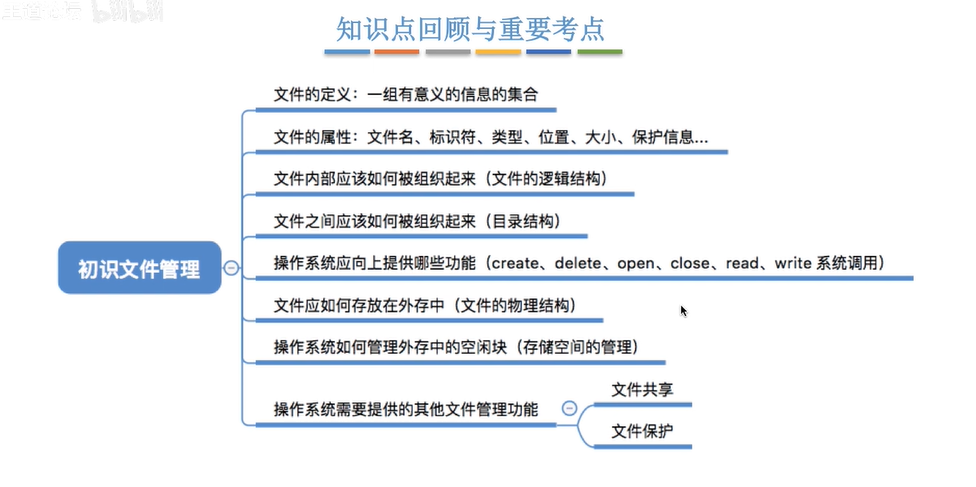 bilibili
知识点回顾与重要考点
文件的定义：一组有意义的信息的集合
文件的属性：文件名、标识符、类型、位置、大小、保护信息...
文件内部应该如何被组织起来（文件的逻辑结构）
文件之间应该如何被组织起来（目录结构）
初识文件管理
操作系统应向上提供哪些功能（create、delete、open、close、read、write 系统调用）
文件应如何存放在外存中（文件的物理结构）
操作系统如何管理外存中的空闲块（存储空间的管理）
操作系统需要提供的其他文件管理功能
文件共享
文件保护